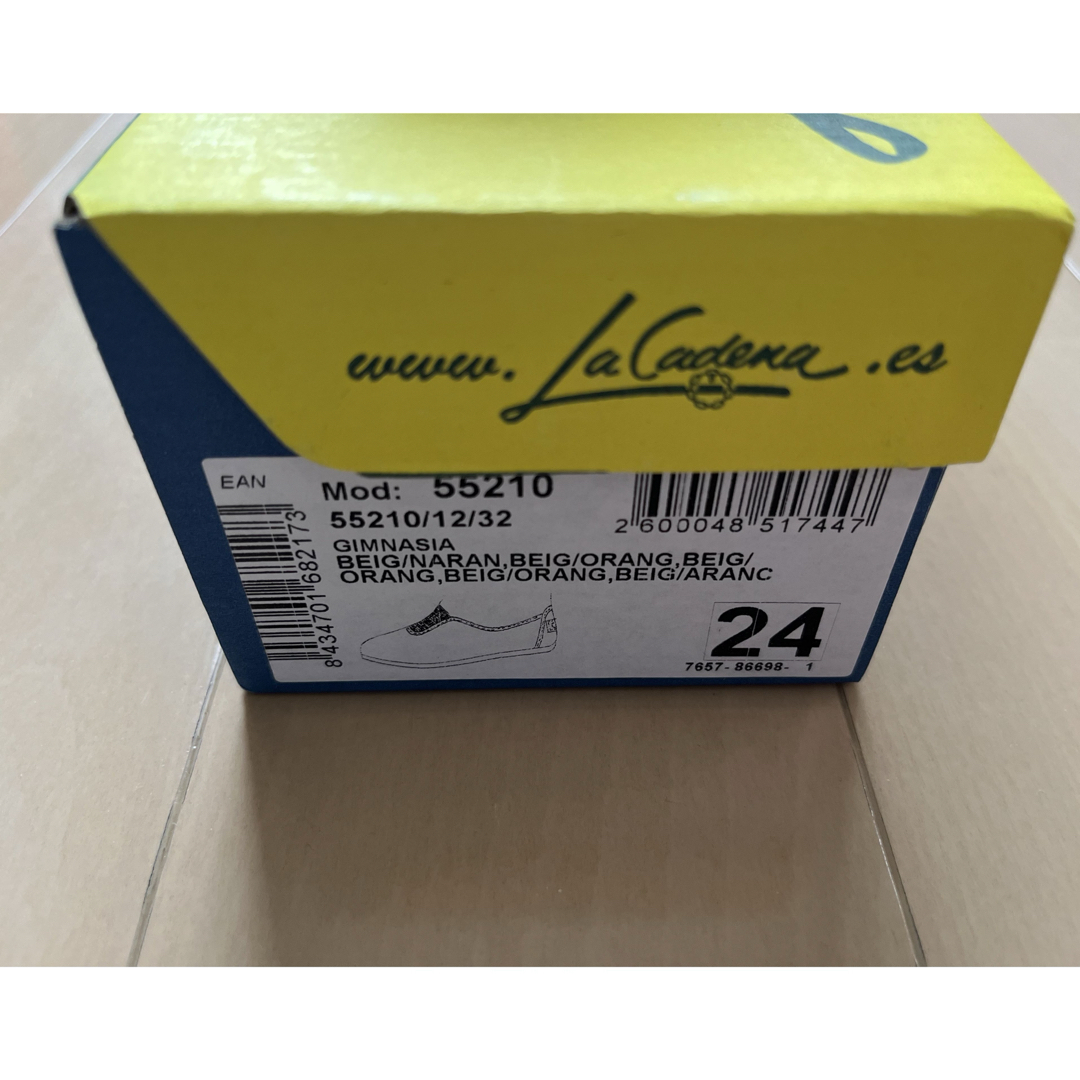 www.LaCadena.es
EAN
Mod: 55210
55210/12/32
2 600048 517447
GIMNASIA
BEIG/NARAN,BEIG/ORANG,BEIG/
ORANG,BEIG/ORANG,BEIG/ARANC
8 434701 682173
24
7657- 86698- 1